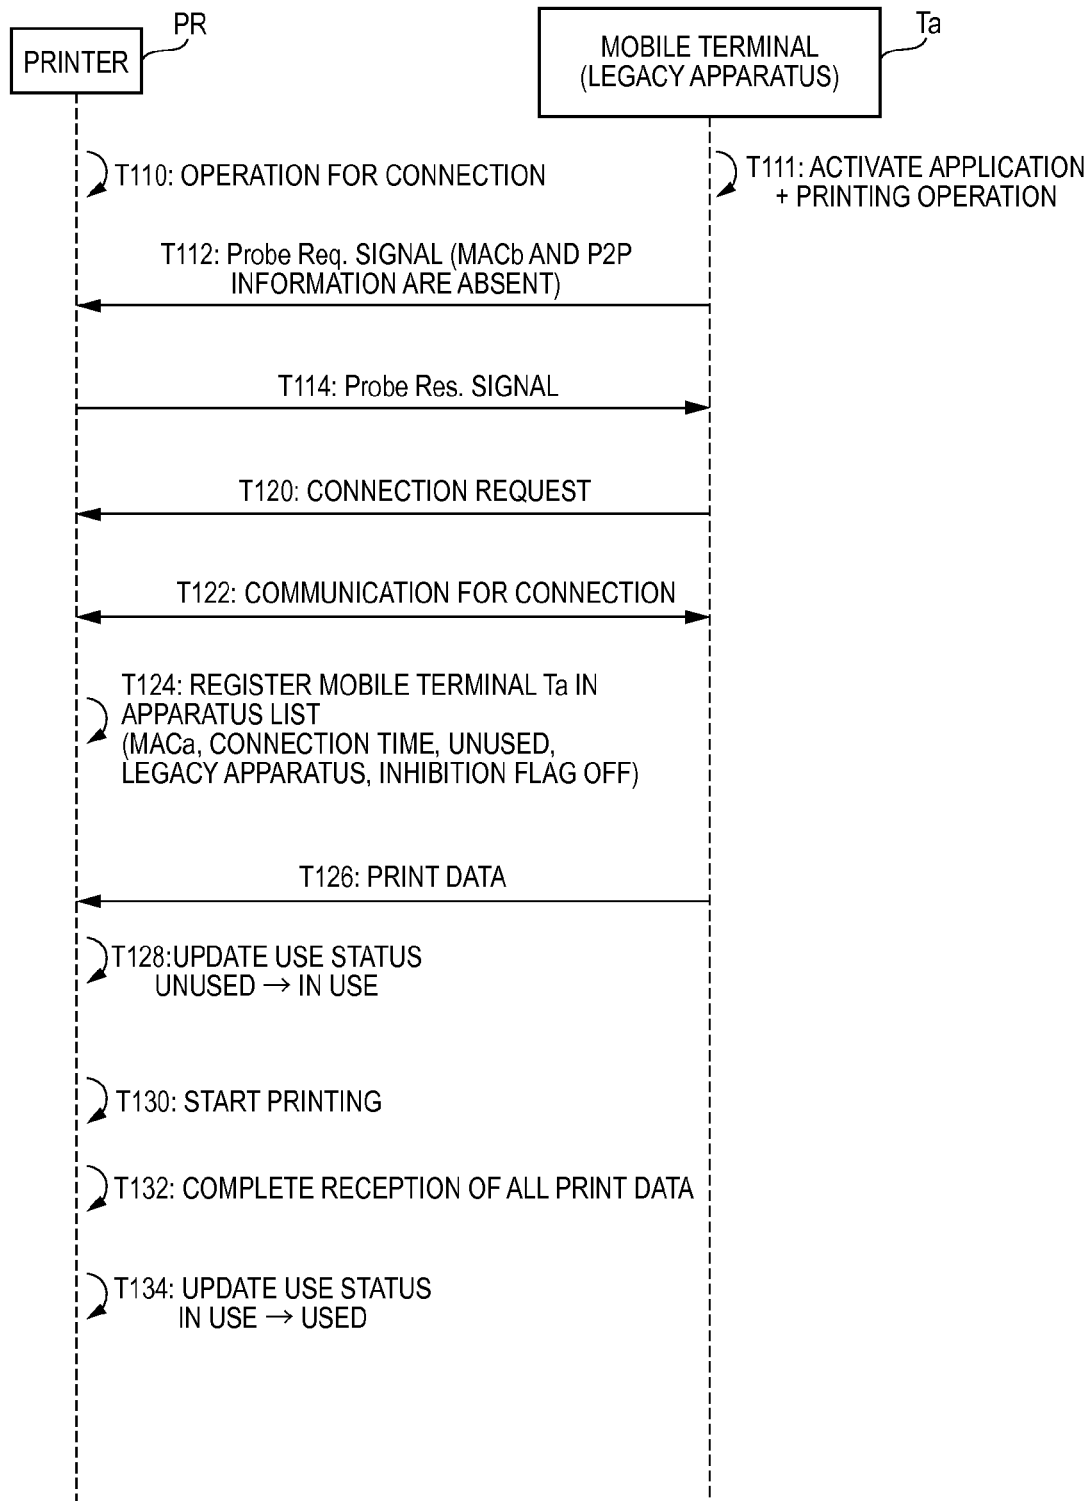 PR
PRINTER
Ta
MOBILE TERMINAL
(LEGACY APPARATUS)
T110: OPERATION FOR CONNECTION
T111: ACTIVATE APPLICATION
+ PRINTING OPERATION
T112: Probe Req. SIGNAL (MACb AND P2P
INFORMATION ARE ABSENT)
T114: Probe Res. SIGNAL
T120: CONNECTION REQUEST
T122: COMMUNICATION FOR CONNECTION
T124: REGISTER MOBILE TERMINAL Ta IN
APPARATUS LIST
(MACa, CONNECTION TIME, UNUSED,
LEGACY APPARATUS, INHIBITION FLAG OFF)
T126: PRINT DATA
T128:UPDATE USE STATUS
UNUSED → IN USE
T130: START PRINTING
T132: COMPLETE RECEPTION OF ALL PRINT DATA
T134: UPDATE USE STATUS
IN USE → USED